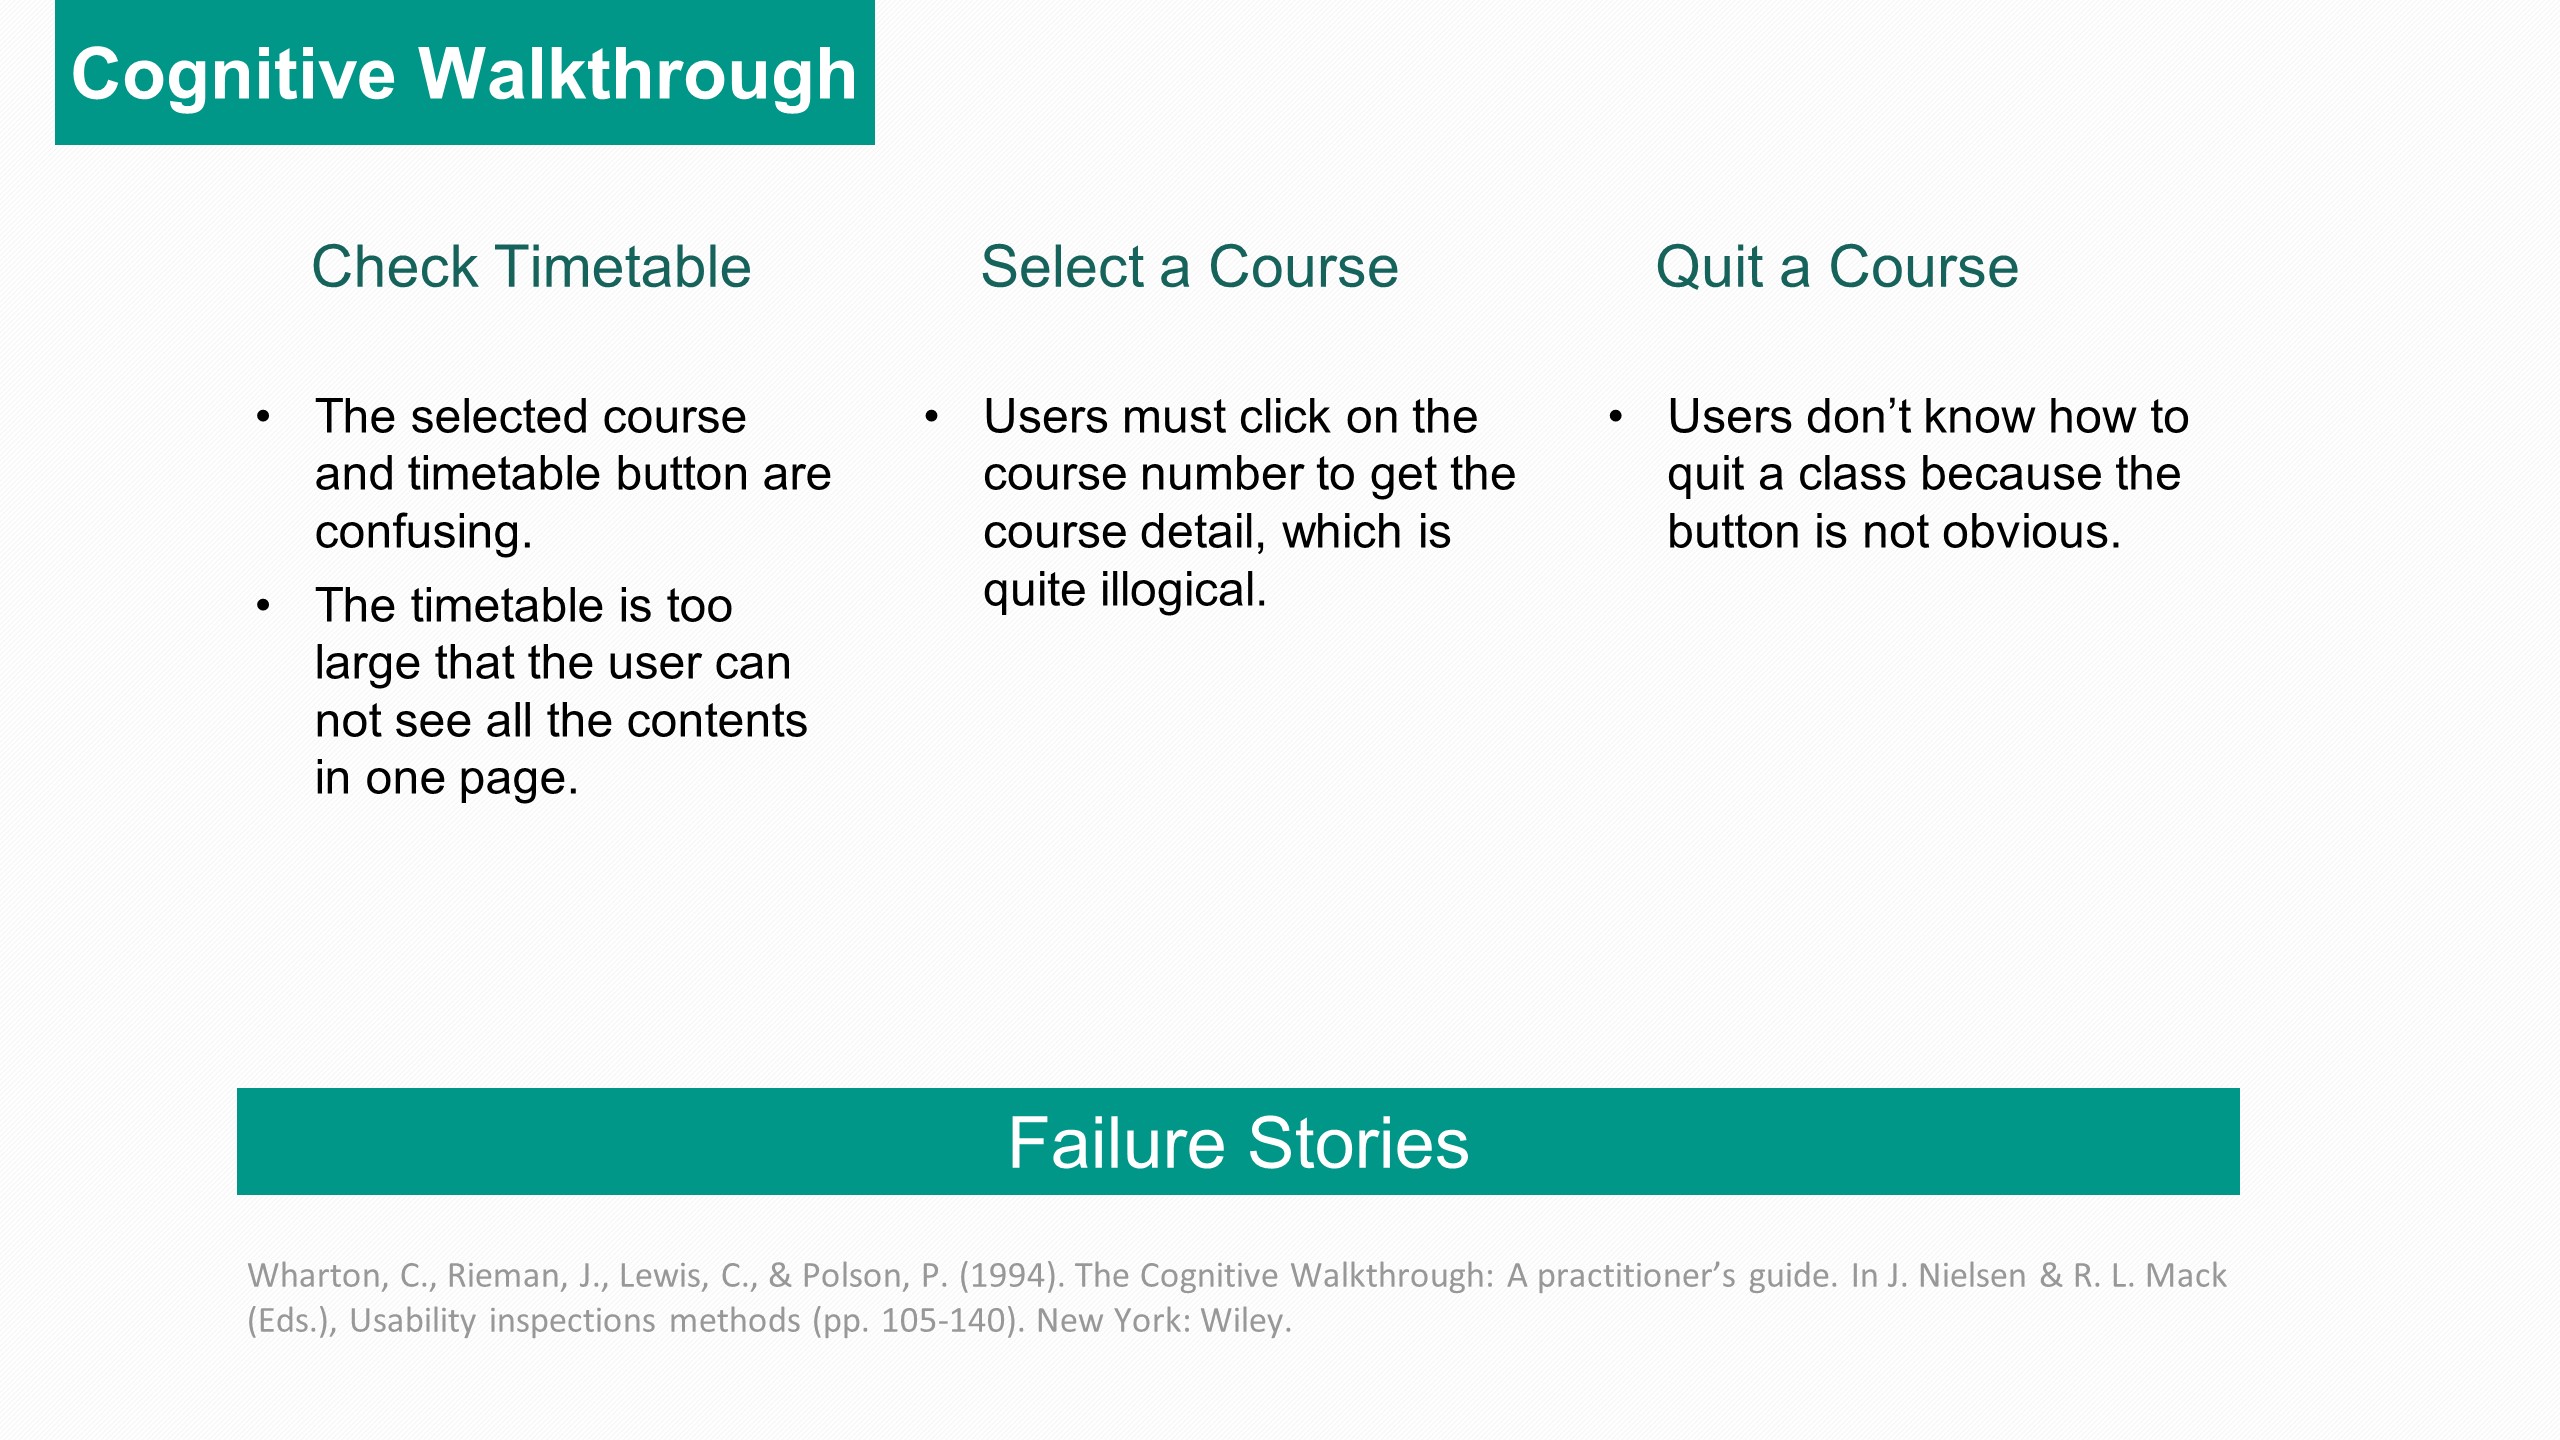 Cognitive Walkthrough
Check Timetable
• The selected course
and timetable button are
confusing.
• The timetable is too
large that the user can
not see all the contents
in one page.
Select a Course
• Users must click on the
course number to get the
course detail, which is
quite illogical.
Quit a Course
• Users don’t know how to
quit a class because the
button is not obvious.
Failure Stories
Wharton, C., Rieman, J., Lewis, C., & Polson, P. (1994). The Cognitive Walkthrough: A practitioner’s guide. In J. Nielsen & R. L. Mack
(Eds.), Usability inspections methods (pp. 105-140). New York: Wiley.